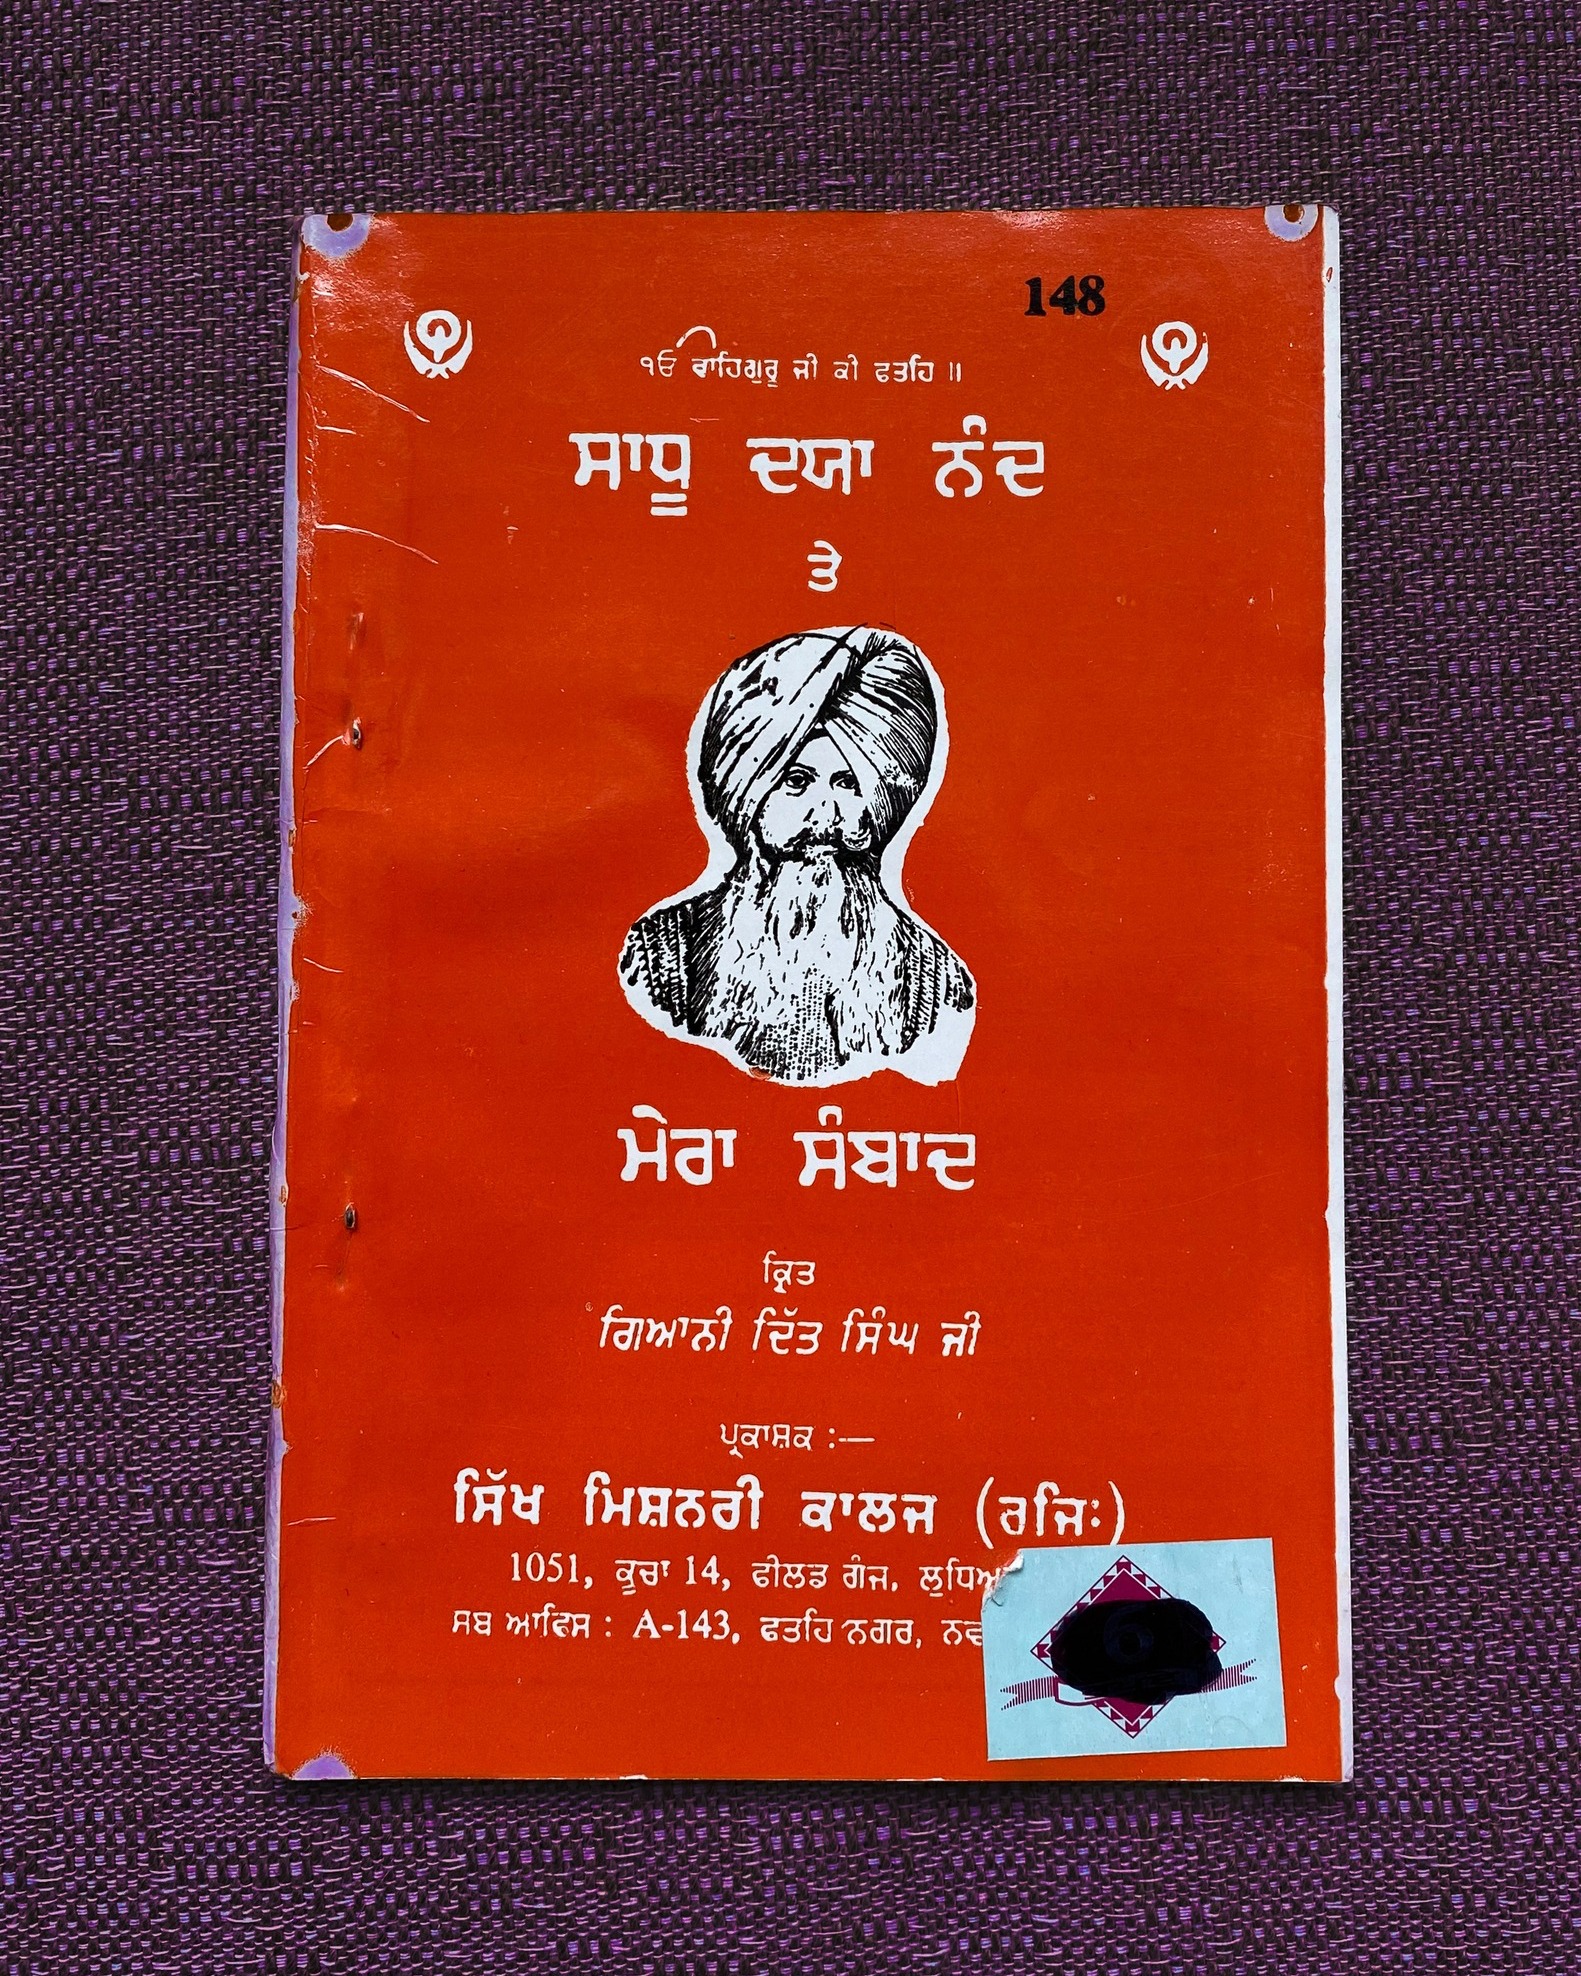 148
ੴ ਵਾਹਿਗੁਰੂ ਜੀ ਕੀ ਫਤਹਿ ॥
ਸਾਧੂ ਦਯਾ ਨੰਦ
ਤੇ
ਮੇਰਾ ਸੰਬਾਦ
ਕ੍ਰਿਤ
ਗਿਆਨੀ ਦਿੱਤ ਸਿੰਘ ਜੀ
ਪ੍ਰਕਾਸ਼ਕ :—
ਸਿੱਖ ਮਿਸ਼ਨਰੀ ਕਾਲਜ (ਰਜਿਃ)
1051, ਕੂਚਾ 14, ਫੀਲਡ ਗੰਜ,
ਸਬ ਆਫਿਸ : A-143, ਫਤਹਿ ਨਗਰ,